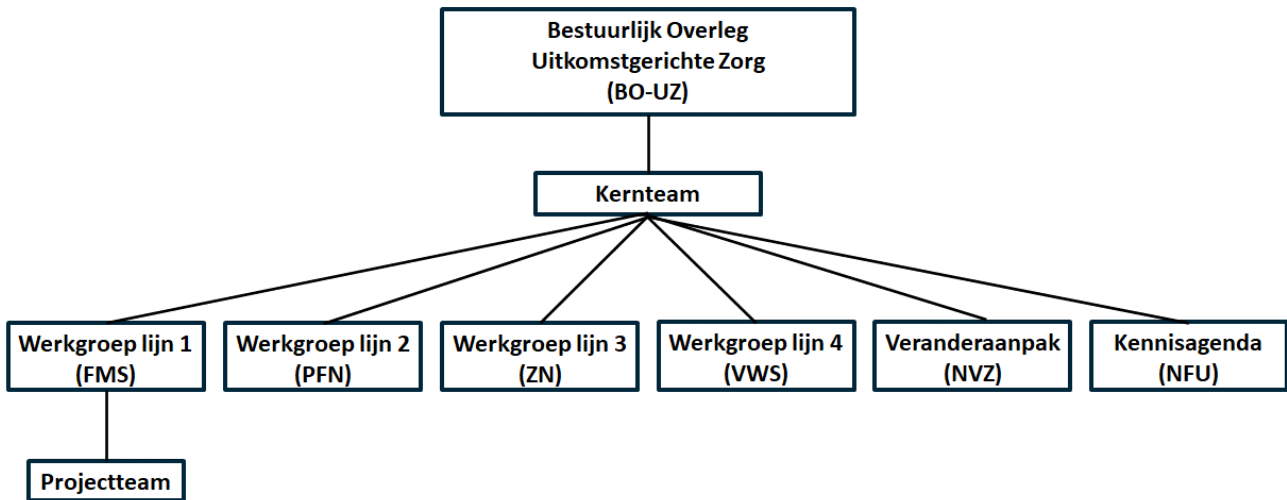 Bestuurlijk Overleg
Uitkomstgerichte Zorg
(BO-UZ)
Kernteam
Werkgroep lijn 1
(FMS)
Werkgroep lijn 2
(PFN)
Werkgroep lijn 3
(ZN)
Werkgroep lijn 4
(VWS)
Veranderaanpak
(NVZ)
Kennisagenda
(NFU)
Projectteam